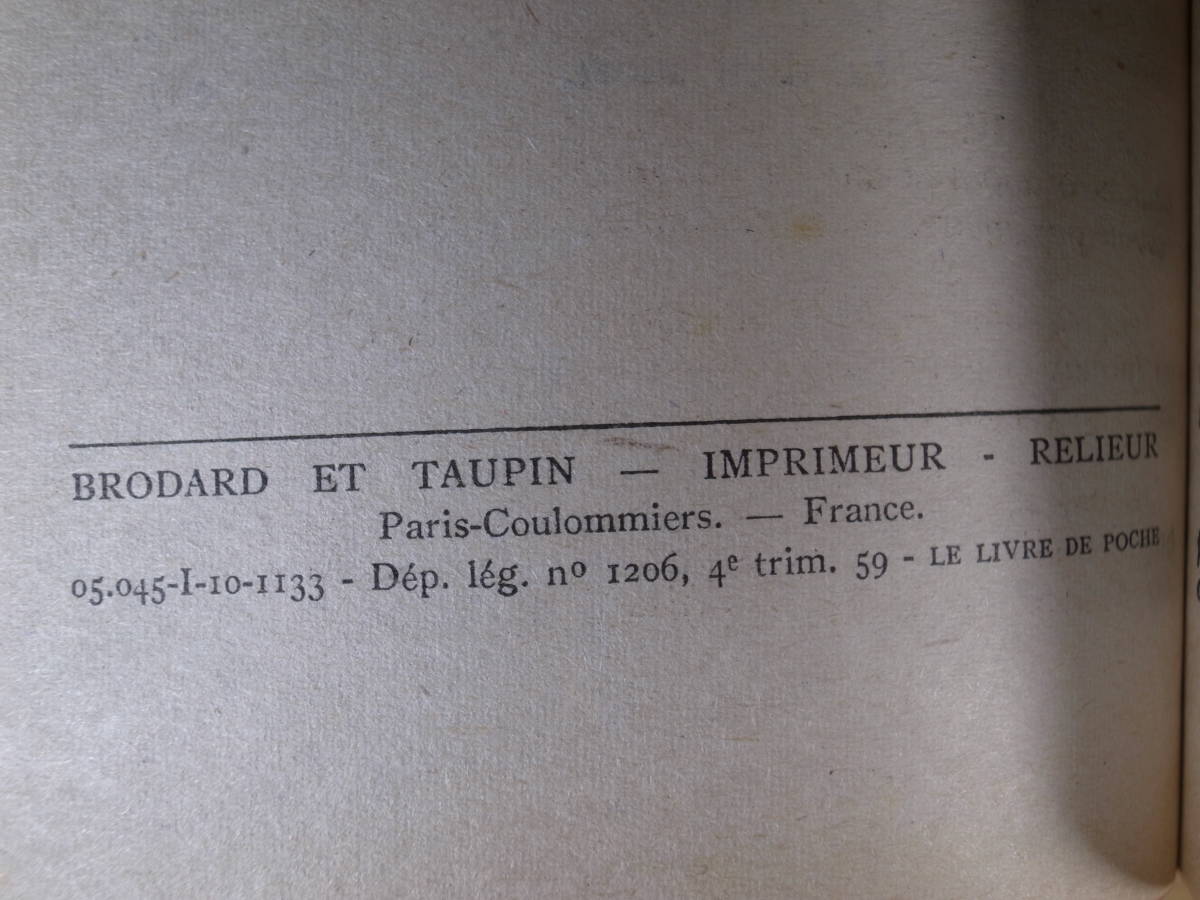 BRODARD ET TAUPIN — IMPRIMEUR - RELIEUR
Paris-Coulommiers. — France.
05.045-I-10-1133 - Dép. lég. nº 1206, 4e trim. 59 - LE LIVRE DE POCHE